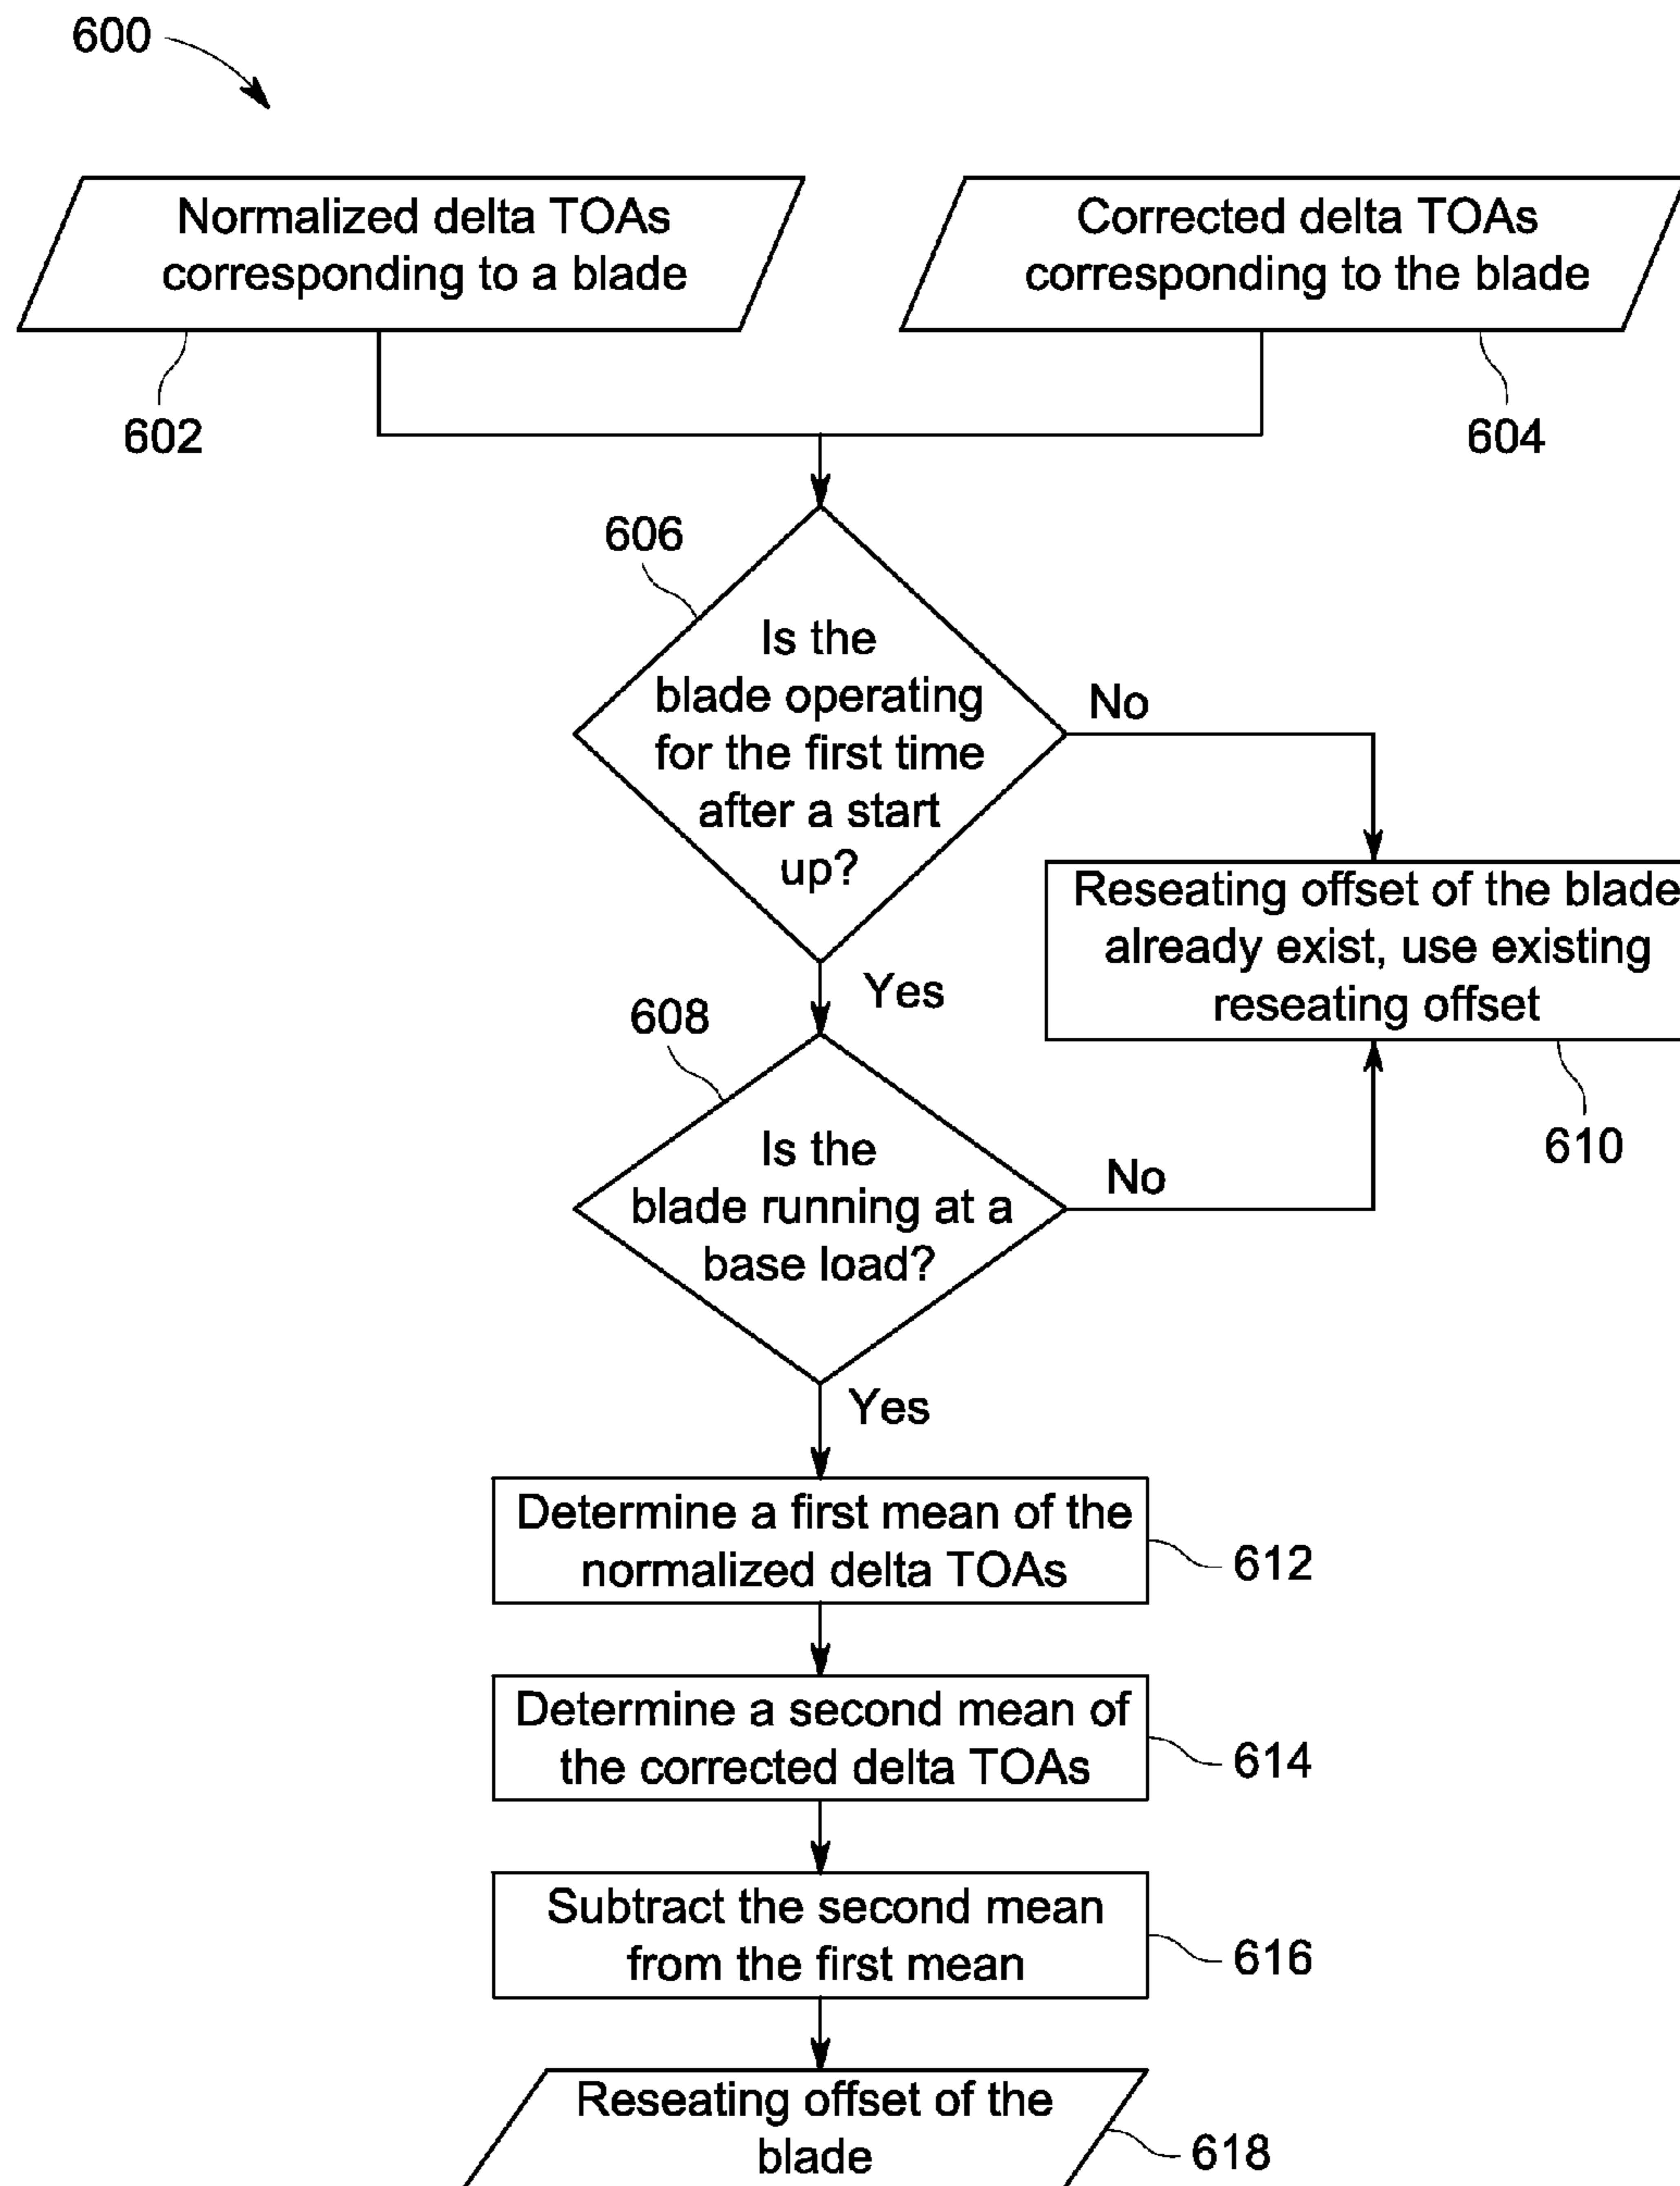 600
Normalized delta TOAs
corresponding to a blade
Corrected delta TOAs
corresponding to the blade
602
604
606
Is the
blade operating
for the first time
after a start
up?
No
Reseating offset of the blade
already exist, use existing
reseating offset
Yes
608
610
Is the
blade running at a
base load?
No
Yes
Determine a first mean of the
normalized delta TOAs
612
Determine a second mean of
the corrected delta TOAs
614
Subtract the second mean
from the first mean
616
Reseating offset of the
blade
618